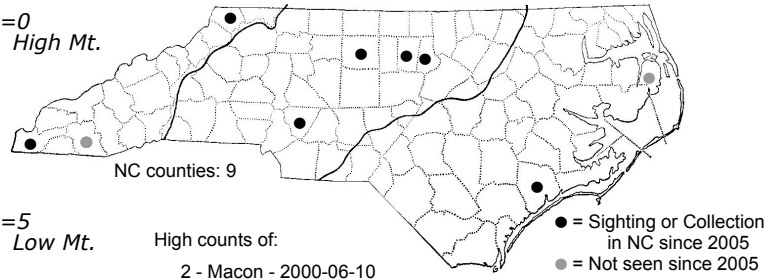 =0
High Mt.
NC counties: 9
=5
Low Mt.
High counts of:
2 - Macon - 2000-06-10
= Sighting or Collection
in NC since 2005
= Not seen since 2005